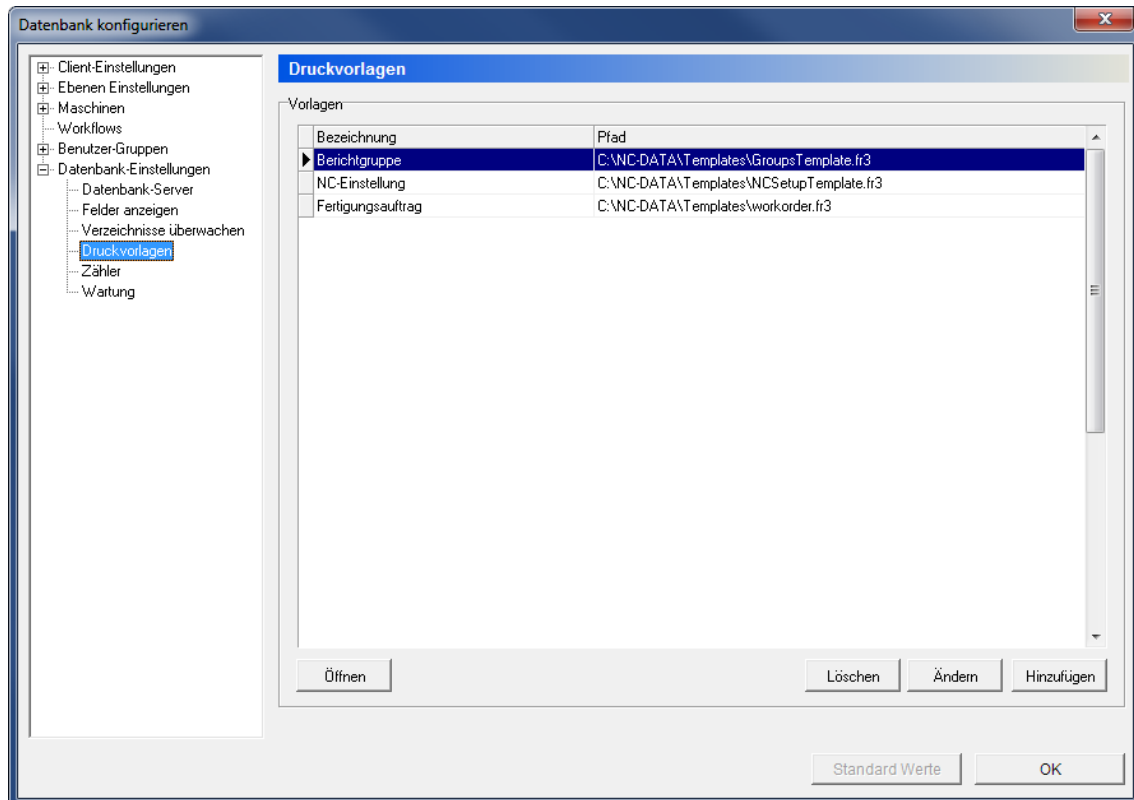 Datenbank konfigurieren
Client-Einstellungen
Ebenen Einstellungen
Maschinen
Workflows
Benutzer-Gruppen
Datenbank-Einstellungen
Datenbank-Server
Felder anzeigen
Verzeichnisse überwachen
Druckvorlagen
Zähler
Wartung
Druckvorlagen
Vorlagen
Bezeichnung Pfad
Berichtgruppe C:\NC-DATA\Templates\GroupsTemplate.fr3
NC-Einstellung C:\NC-DATA\Templates\NCSetupTemplate.fr3
Fertigungsauftrag C:\NC-DATA\Templates\workorder.fr3
Öffnen Löschen Ändern Hinzufügen
Standard Werte OK